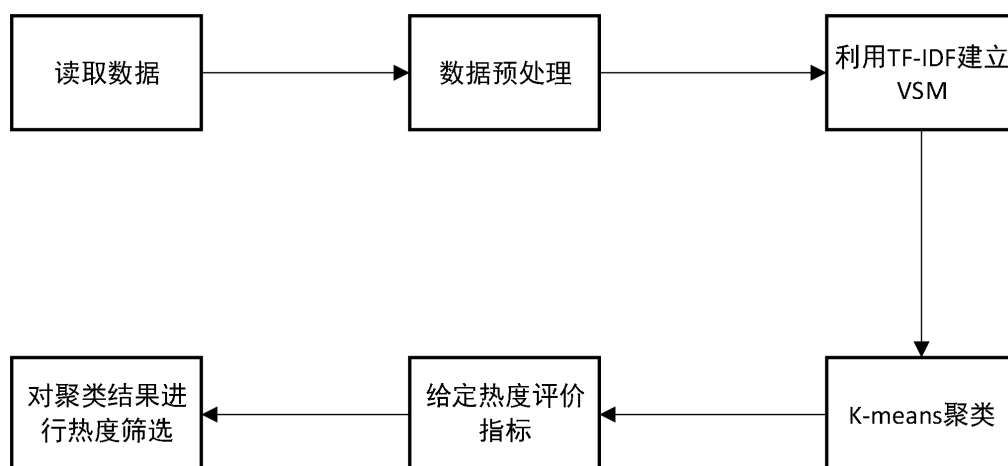 读取数据
数据预处理
利用TF-IDF建立
VSM
K-means聚类
给定热度评价
指标
对聚类结果进
行热度筛选